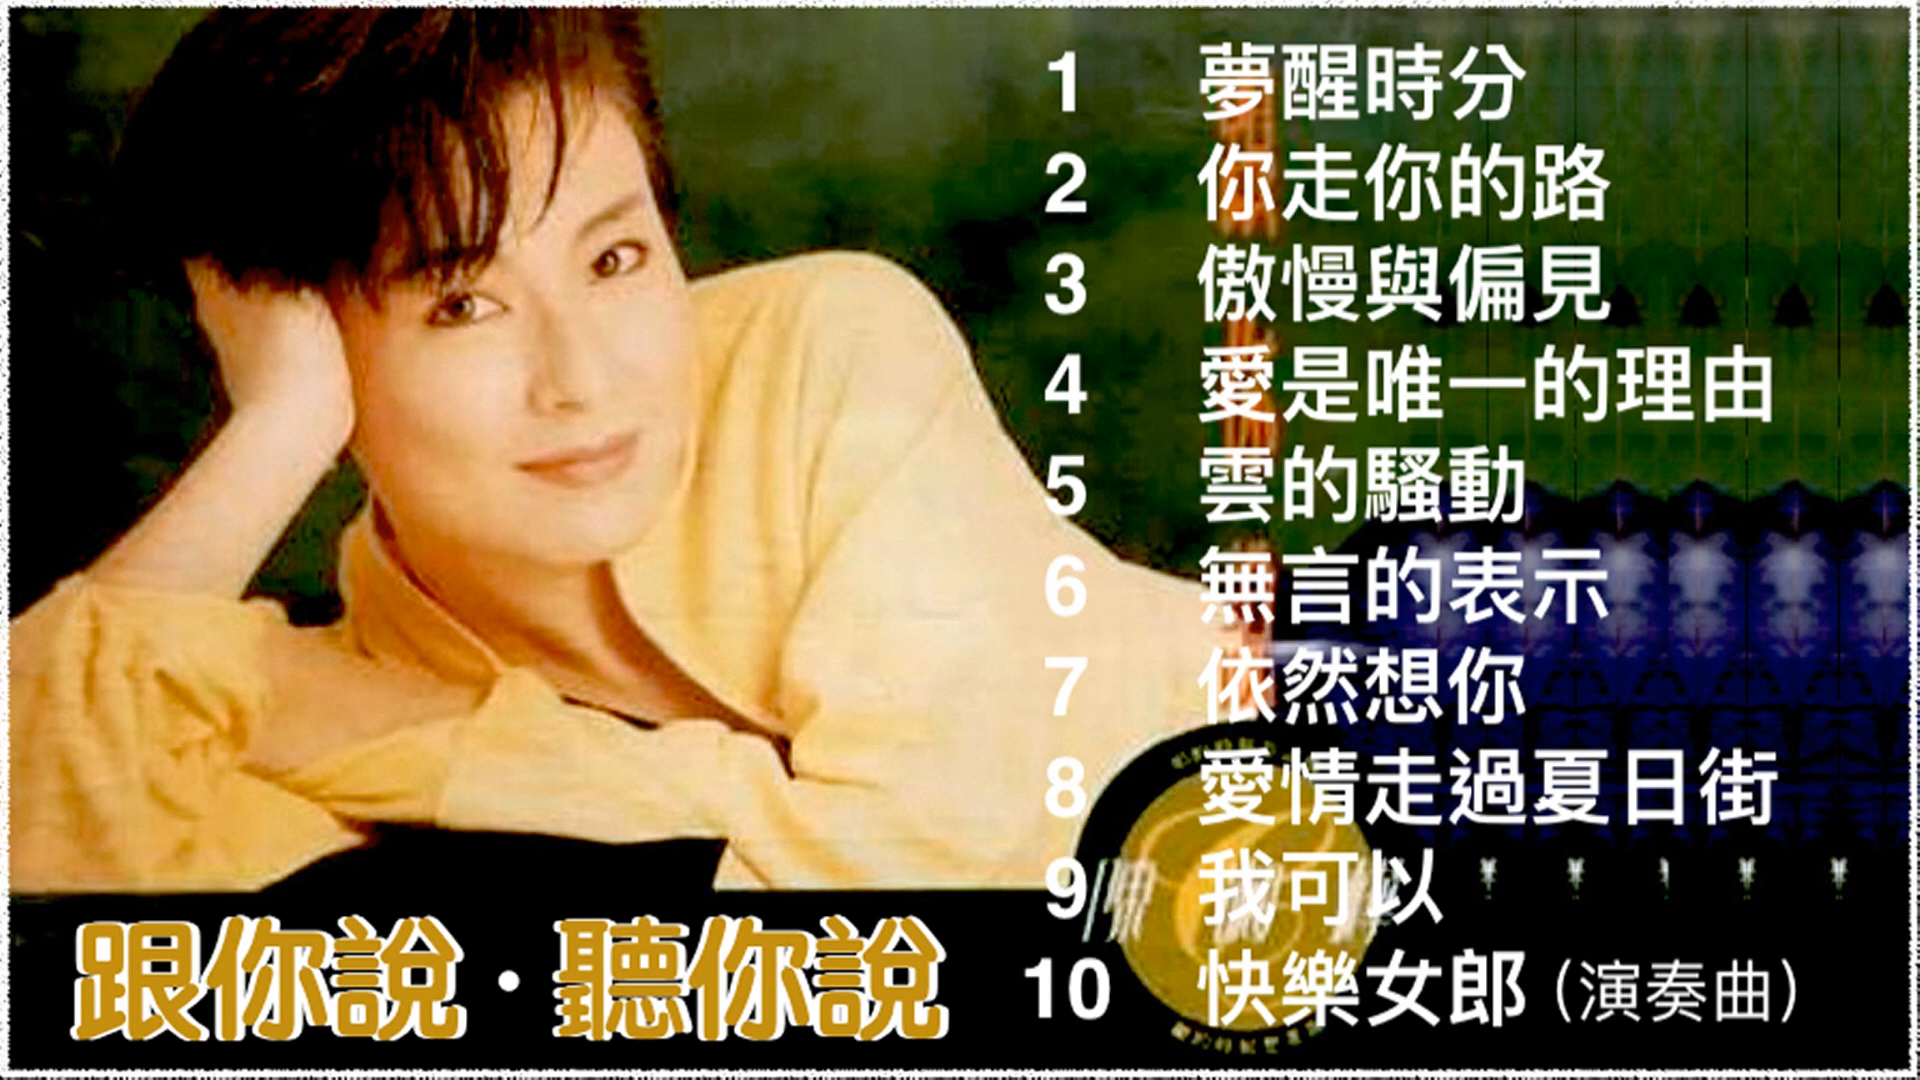 1 夢醒時分
2 你走你的路
3 傲慢與偏見
4 愛是唯一的理由
5 雲的騷動
6 無言的表示
7 依然想你
8 愛情走過夏日街
9 我可以
10 快樂女郎（演奏曲）
跟你說·聽你說